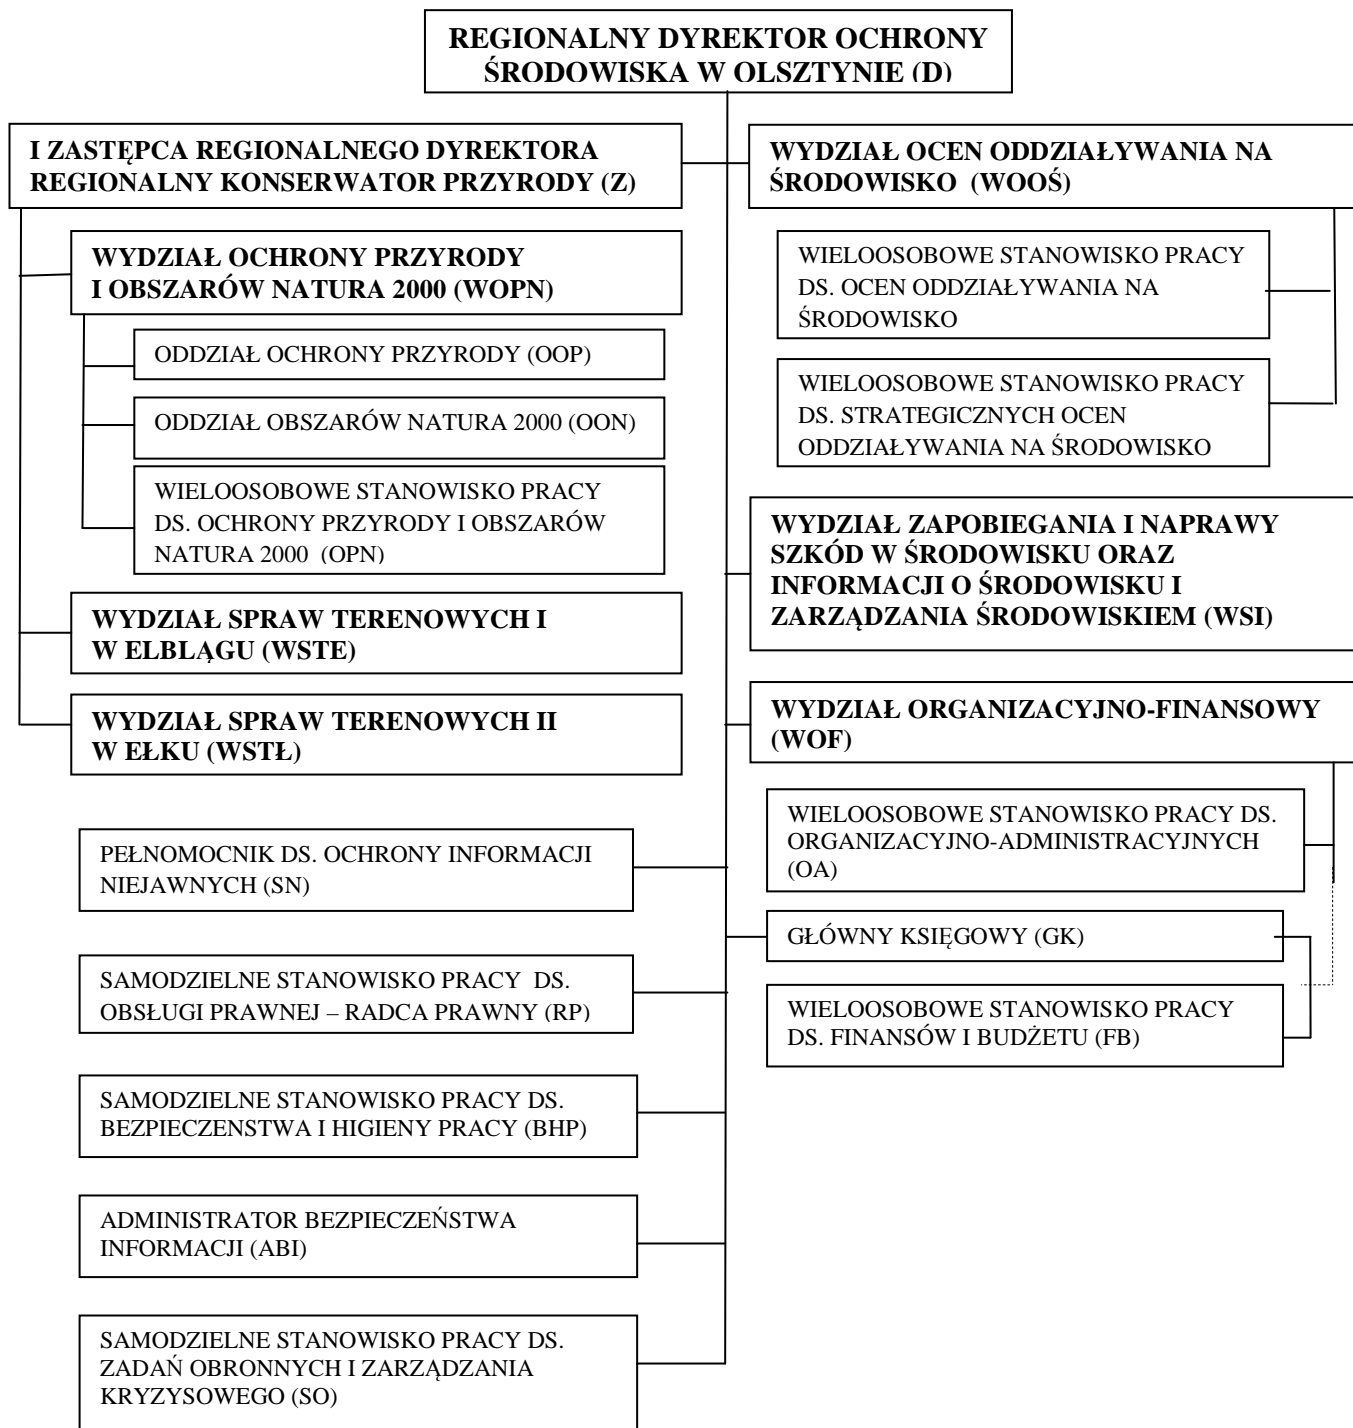 REGIONALNY DYREKTOR OCHRONY
ŚRODOWISKA W OLSZTYNIE (D)
I ZASTĘPCA REGIONALNEGO DYREKTORA
REGIONALNY KONSERWATOR PRZYRODY (Z)
WYDZIAŁ OCHRONY PRZYRODY
I OBSZARÓW NATURA 2000 (WOPN)
ODDZIAŁ OCHRONY PRZYRODY (OOP)
ODDZIAŁ OBSZARÓW NATURA 2000 (OON)
WIELOOSOBOWE STANOWISKO PRACY
DS. OCHRONY PRZYRODY I OBSZARÓW
NATURA 2000 (OPN)
WYDZIAŁ SPRAW TERENOWYCH I
W ELBLĄGU (WSTE)
WYDZIAŁ SPRAW TERENOWYCH II
W EŁKU (WSTŁ)
PEŁNOMOCNIK DS. OCHRONY INFORMACJI
NIEJAWNYCH (SN)
SAMODZIELNE STANOWISKO PRACY DS.
OBSŁUGI PRAWNEJ – RADCA PRAWNY (RP)
SAMODZIELNE STANOWISKO PRACY DS.
BEZPIECZENSTWA I HIGIENY PRACY (BHP)
ADMINISTRATOR BEZPIECZEŃSTWA
INFORMACJI (ABI)
SAMODZIELNE STANOWISKO PRACY DS.
ZADAŃ OBRONNYCH I ZARZĄDZANIA
KRYZYSOWEGO (SO)
WYDZIAŁ OCEN ODDZIAŁYWANIA NA
ŚRODOWISKO (WOOŚ)
WIELOOSOBOWE STANOWISKO PRACY
DS. OCEN ODDZIAŁYWANIA NA
ŚRODOWISKO
WIELOOSOBOWE STANOWISKO PRACY
DS. STRATEGICZNYCH OCEN
ODDZIAŁYWANIA NA ŚRODOWISKO
WYDZIAŁ ZAPOBIEGANIA I NAPRAWY
SZKÓD W ŚRODOWISKU ORAZ
INFORMACJI O ŚRODOWISKU I
ZARZĄDZANIA ŚRODOWISKIEM (WSI)
WYDZIAŁ ORGANIZACYJNO-FINANSOWY
(WOF)
WIELOOSOBOWE STANOWISKO PRACY DS.
ORGANIZACYJNO-ADMINISTRACYJNYCH
(OA)
GŁÓWNY KSIĘGOWY (GK)
WIELOOSOBOWE STANOWISKO PRACY
DS. FINANSÓW I BUDŻETU (FB)